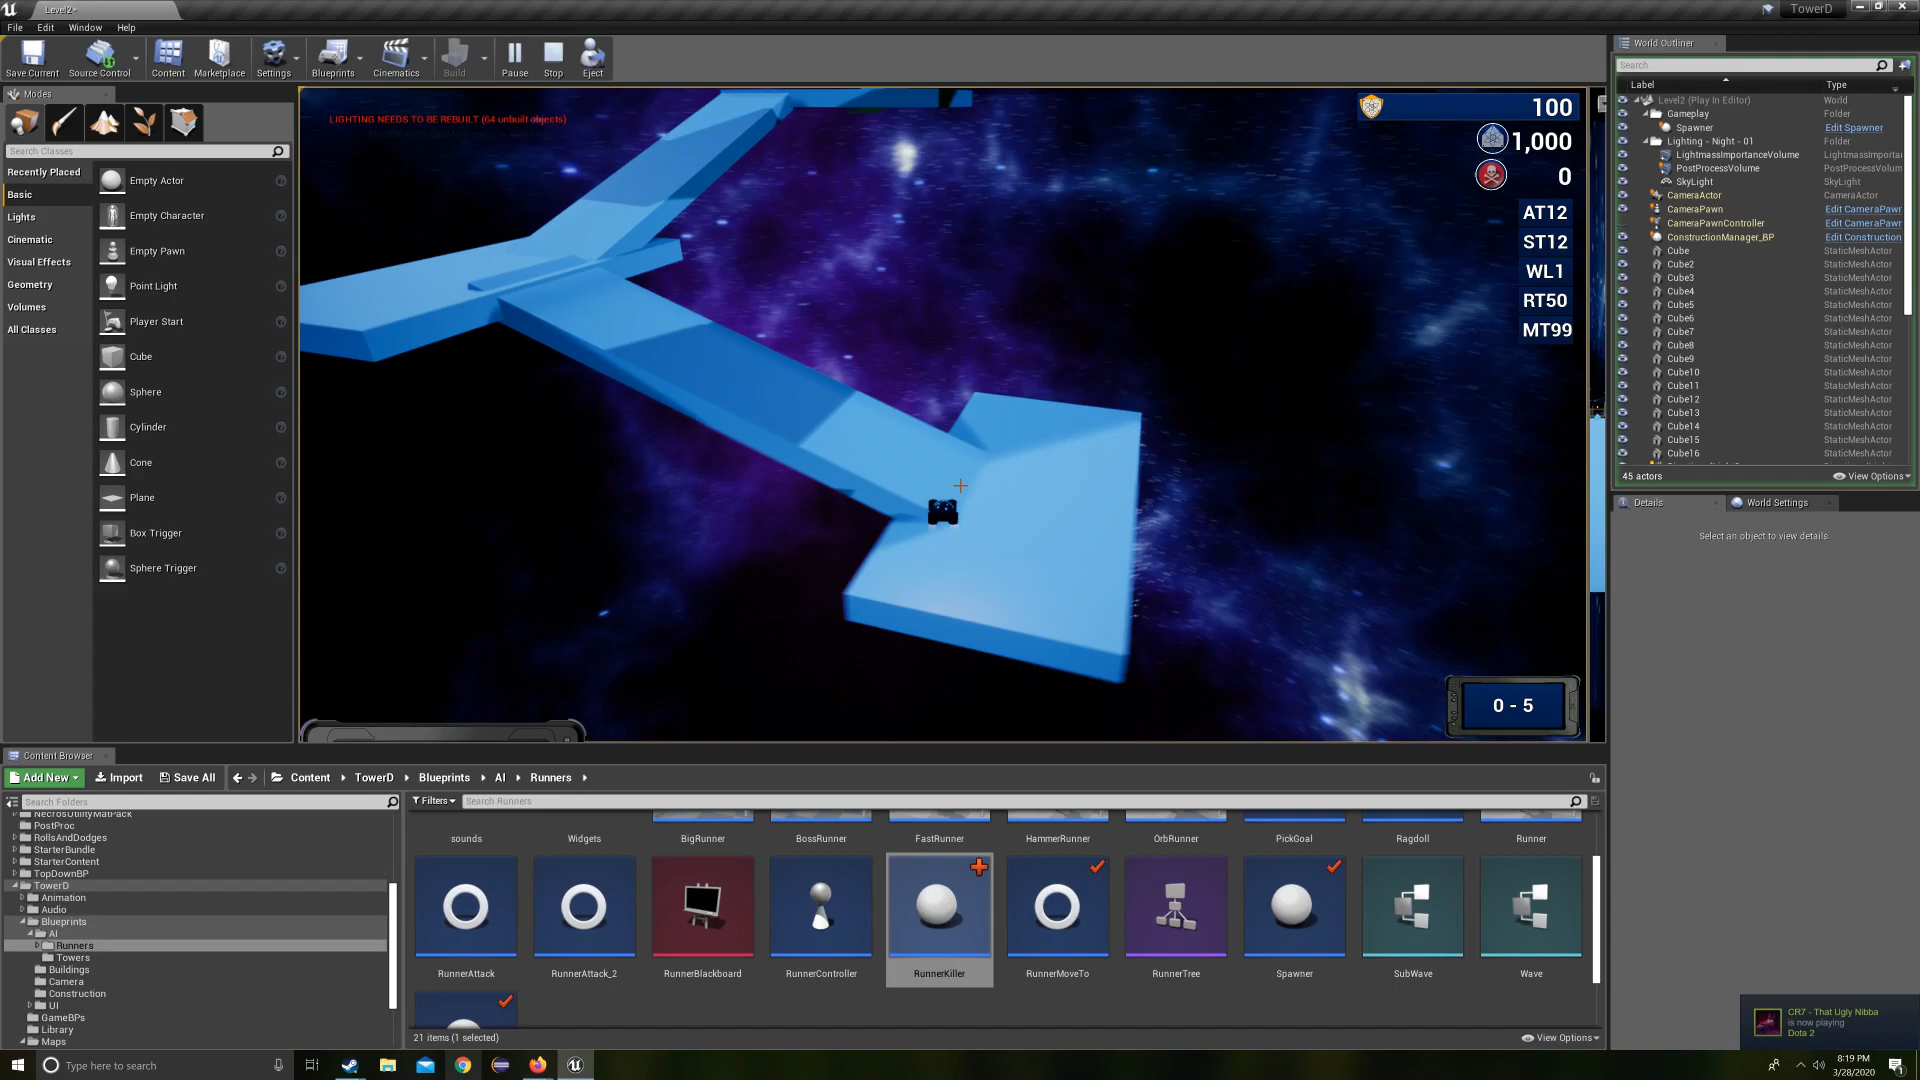 Level2•
TowerD
File Edit Window Help
Save Current Source Control Content Marketplace Settings Blueprints Cinematics Build Pause Stop Eject
Modes
Search Classes
Recently Placed
Basic
Lights
Cinematic
Visual Effects
Geometry
Volumes
All Classes
Empty Actor
Empty Character
Empty Pawn
Point Light
Player Start
Cube
Sphere
Cylinder
Cone
Plane
Box Trigger
Sphere Trigger
LIGHTING NEEDS TO BE REBUILT (64 unbuilt objects)
100
1,000
0
AT12
ST12
WL1
RT50
MT99
0 - 5
World Outliner
Search...
Label Type
Level2 (Play In Editor) World
Gameplay Folder
Spawner Edit Spawner
Lighting - Night - 01 Folder
LightmassImportanceVolume LightmassImporta
PostProcessVolume PostProcessVolum
SkyLight SkyLight
CameraActor CameraActor
CameraPawn Edit CameraPawn
CameraPawnController Edit CameraPawn
ConstructionManager_BP Edit Construction
Cube StaticMeshActor
Cube2 StaticMeshActor
Cube3 StaticMeshActor
Cube4 StaticMeshActor
Cube5 StaticMeshActor
Cube6 StaticMeshActor
Cube7 StaticMeshActor
Cube8 StaticMeshActor
Cube9 StaticMeshActor
Cube10 StaticMeshActor
Cube11 StaticMeshActor
Cube12 StaticMeshActor
Cube13 StaticMeshActor
Cube14 StaticMeshActor
Cube15 StaticMeshActor
Cube16 StaticMeshActor
45 actors View Options
Details World Settings
Select an object to view details
Content Browser
Add New Import Save All Content TowerD Blueprints AI Runners
Search Folders
Filters Search Runners
NecrosUtilityMatPack
PostProc
RollsAndDodges
StarterBundle
StarterContent
TopDownBP
TowerD
Animation
Audio
Blueprints
AI
Runners
Towers
Buildings
Camera
Construction
UI
GameBPs
Library
Maps
sounds Widgets BigRunner BossRunner FastRunner HammerRunner OrbRunner PickGoal Ragdoll Runner
RunnerAttack RunnerAttack_2 RunnerBlackboard RunnerController RunnerKiller RunnerMoveTo RunnerTree Spawner SubWave Wave
21 items (1 selected) View Options
CR7 - That Ugly Nibba
is now playing
Dota 2
Type here to search
8:19 PM
3/28/2020
1